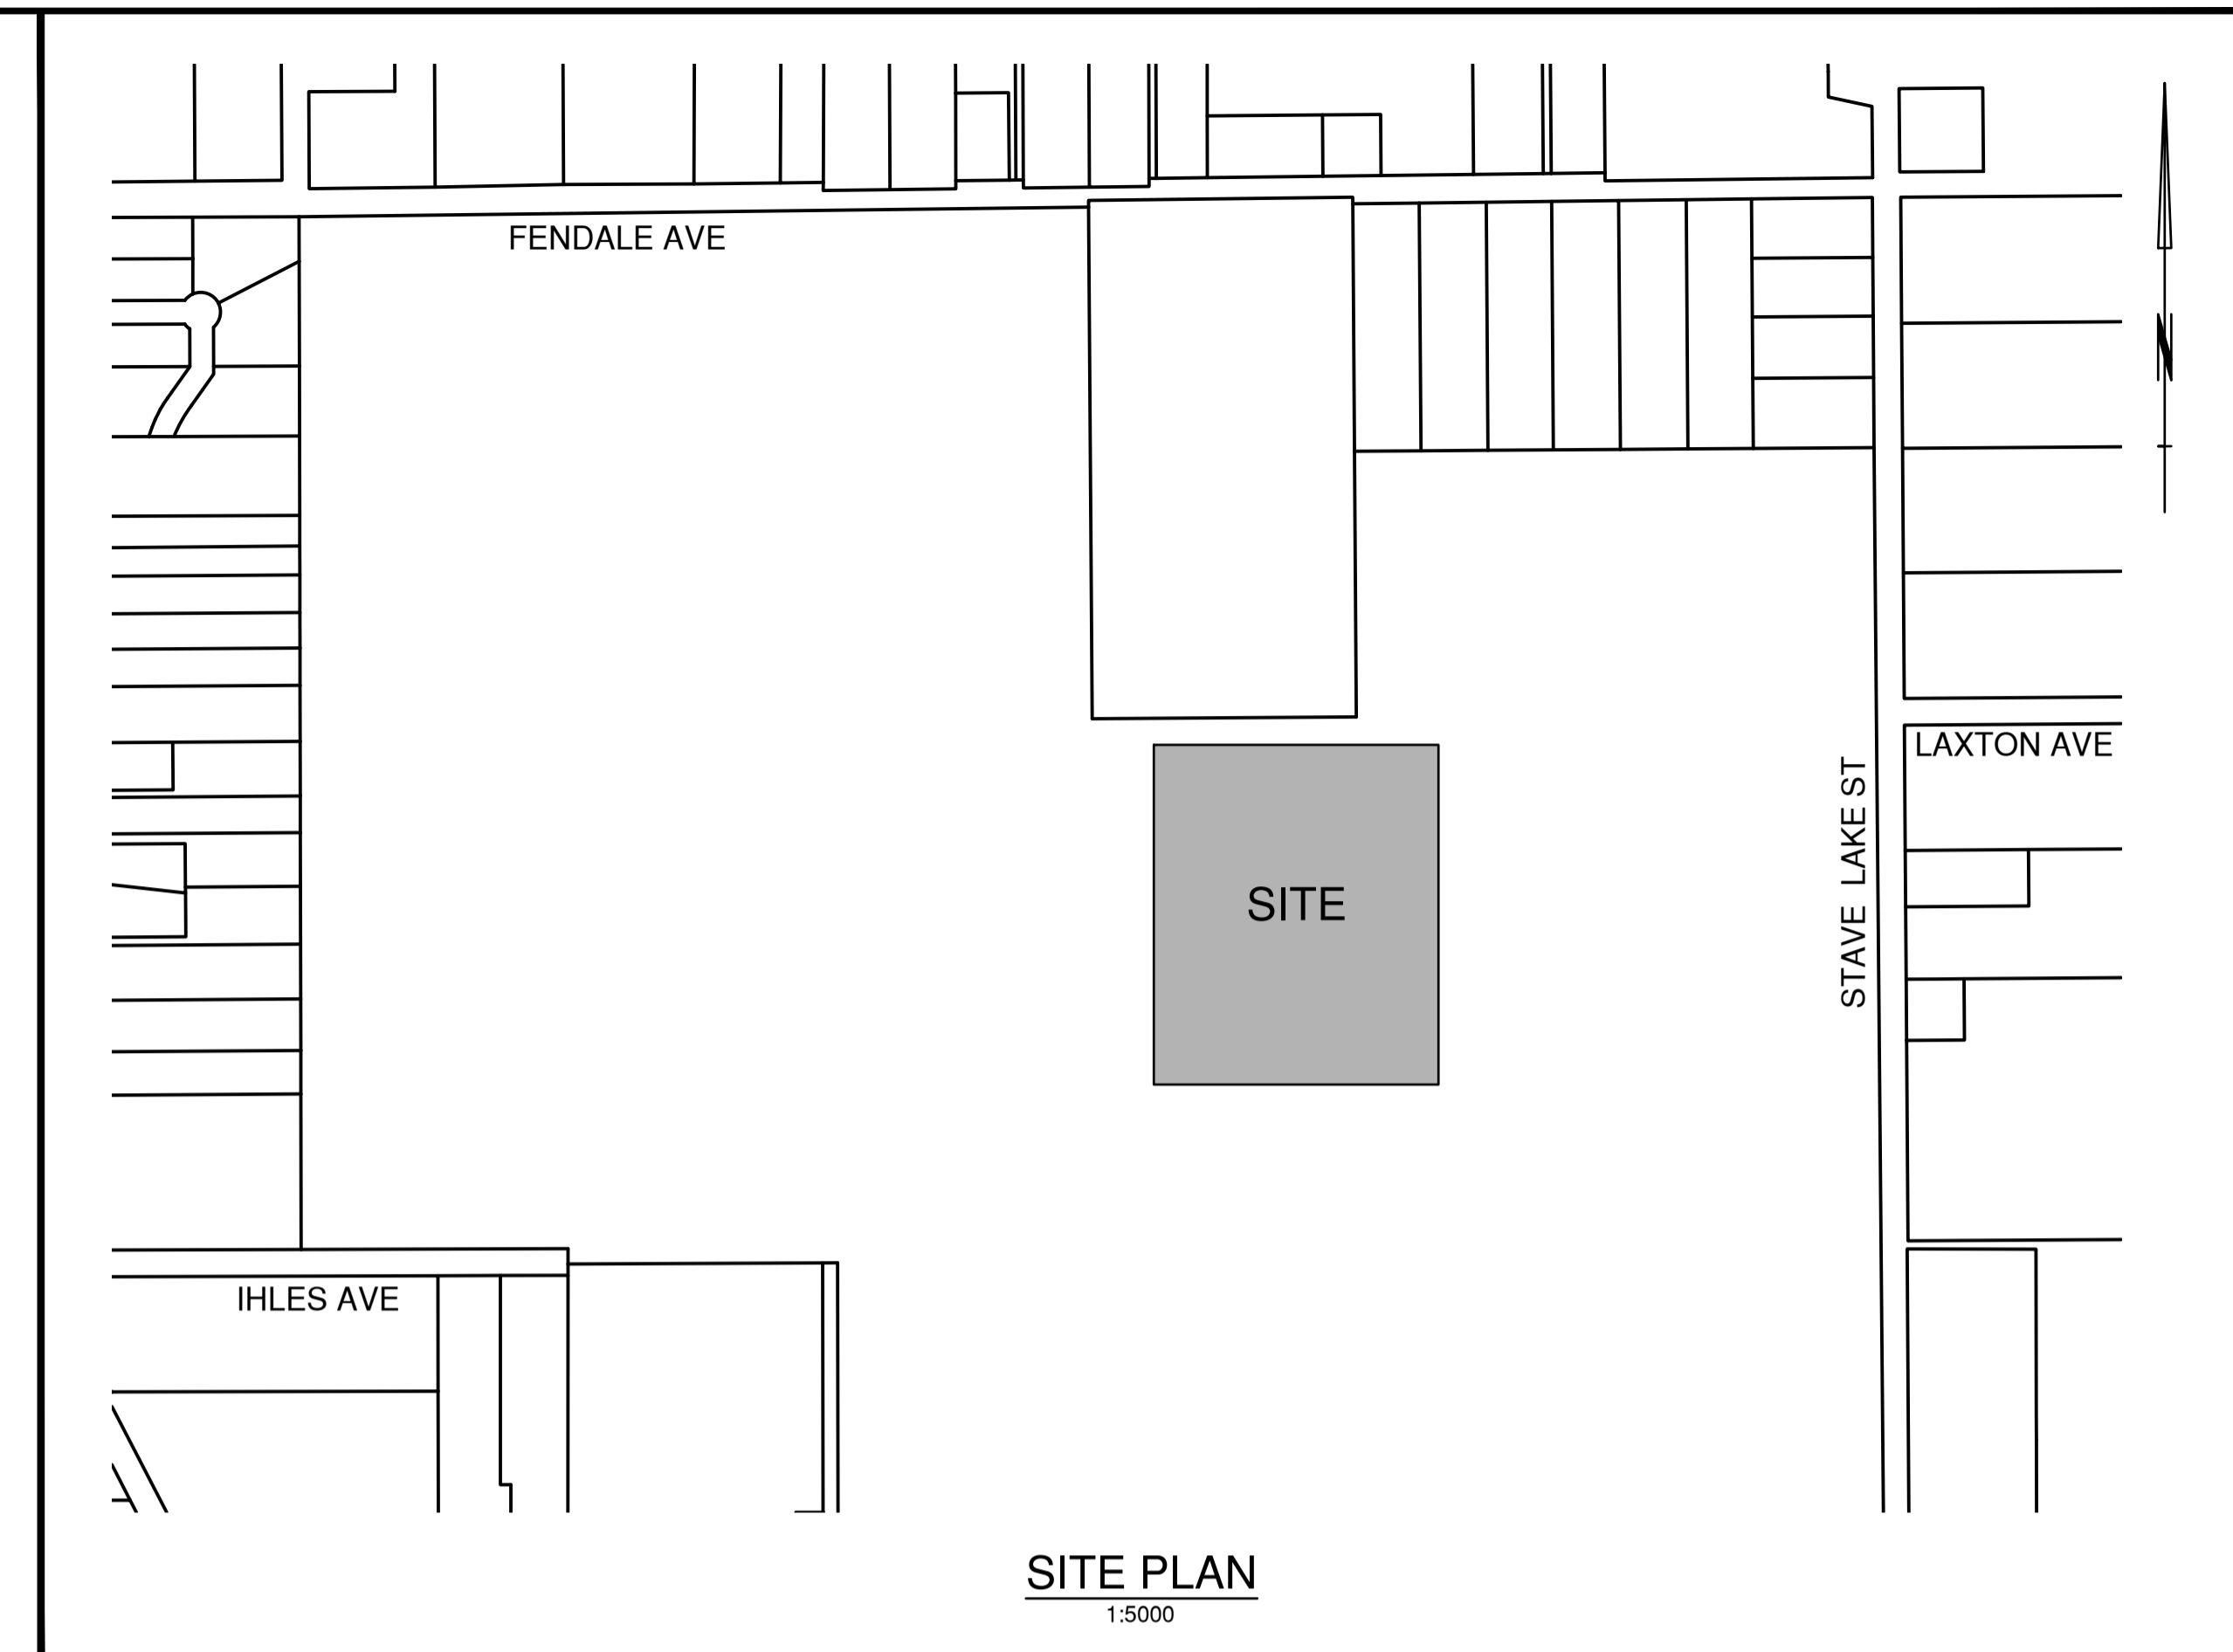 FENDALE AVE
N
LAXTON AVE
STAVE LAKE ST
SITE
IHLES AVE
SITE PLAN
1:5000